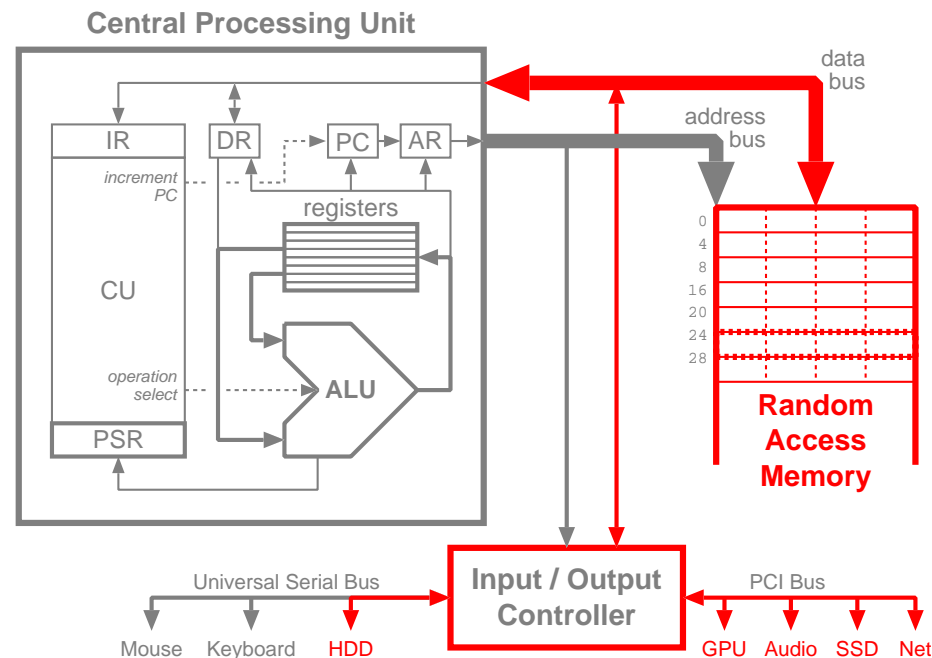 Central Processing Unit
data
bus
address
bus
IR
DR
PC
AR
increment
PC
registers
0
4
8
16
20
24
28
CU
operation
select
ALU
PSR
Random
Access
Memory
Universal Serial Bus
Input / Output
Controller
PCI Bus
Mouse
Keyboard
HDD
GPU
Audio
SSD
Net